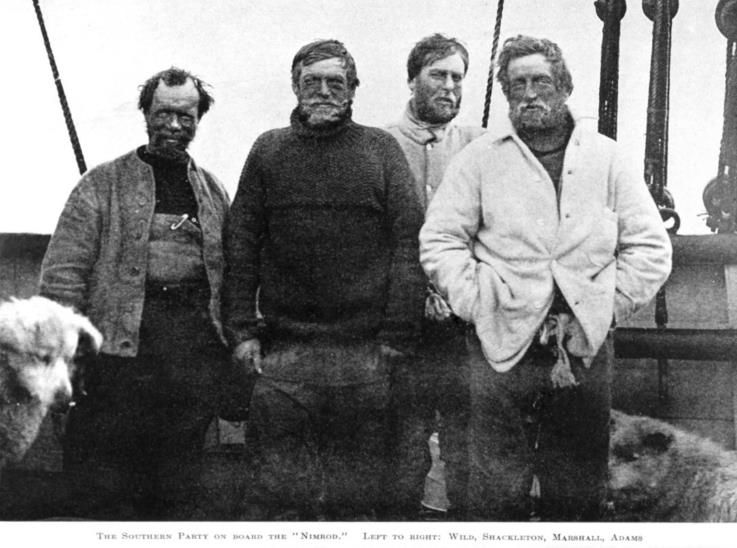 The Southern Party on board the "Nimrod." Left to right: Wild, Shackleton, Marshall, Adams